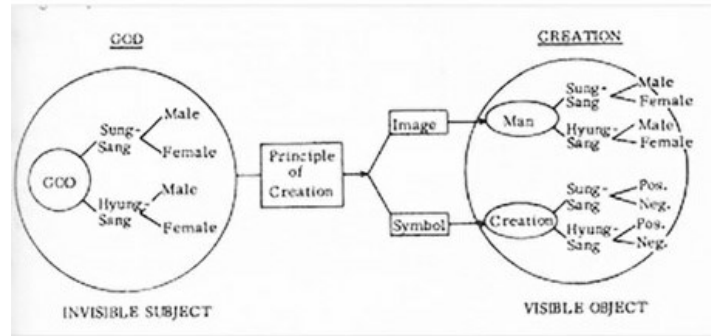 GOD
CREATION
Sung-
Sang
Male
Female
GOD
Hyung-
Sang
Male
Female
Principle
of
Creation
Image
Symbol
Man
Sung-
Sang
Male
Female
Hyung-
Sang
Male
Female
Creation
Sung-
Sang
Pos.
Neg.
Hyung-
Sang
Pos.
Neg.
INVISIBLE SUBJECT
VISIBLE OBJECT